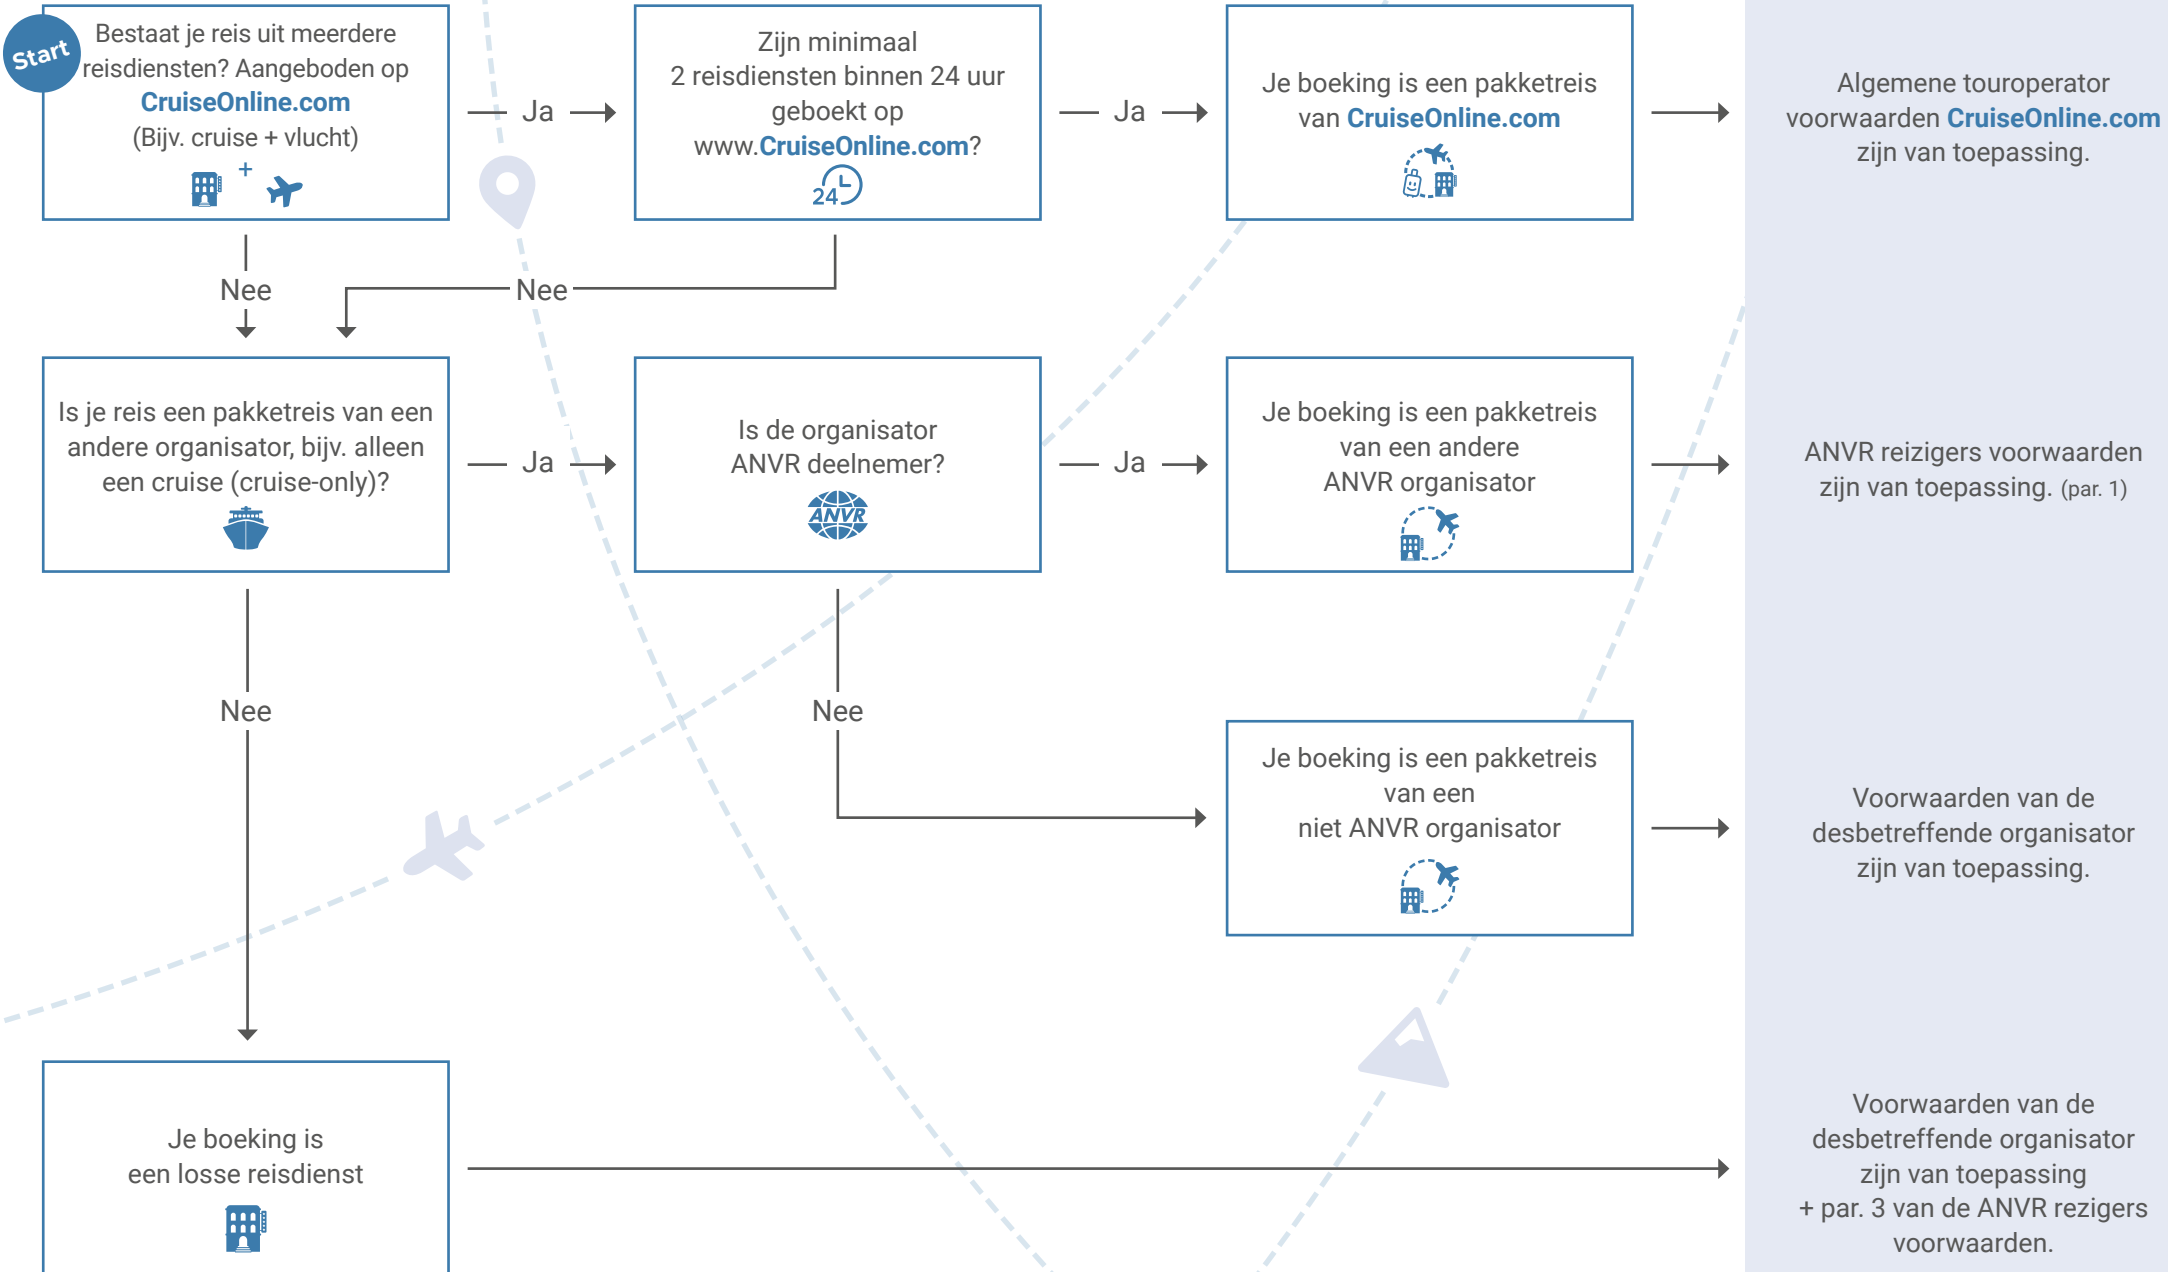 Start
Bestaat je reis uit meerdere
reisdiensten? Aangeboden op
CruiseOnline.com
(Bijv. cruise + vlucht)
+
Ja
Zijn minimaal
2 reisdiensten binnen 24 uur
geboekt op
www.CruiseOnline.com?
24
Ja
Je boeking is een pakketreis
van CruiseOnline.com
Algemene touroperator
voorwaarden CruiseOnline.com
zijn van toepassing.
Nee
Nee
Is je reis een pakketreis van een
andere organisator, bijv. alleen
een cruise (cruise-only)?
Ja
Is de organisator
ANVR deelnemer?
ANVR
Ja
Je boeking is een pakketreis
van een andere
ANVR organisator
ANVR reizigers voorwaarden
zijn van toepassing. (par. 1)
Nee
Nee
Je boeking is een pakketreis
van een
niet ANVR organisator
Voorwaarden van de
desbetreffende organisator
zijn van toepassing.
Je boeking is
een losse reisdienst
Voorwaarden van de
desbetreffende organisator
zijn van toepassing
+ par. 3 van de ANVR rezigers
voorwaarden.